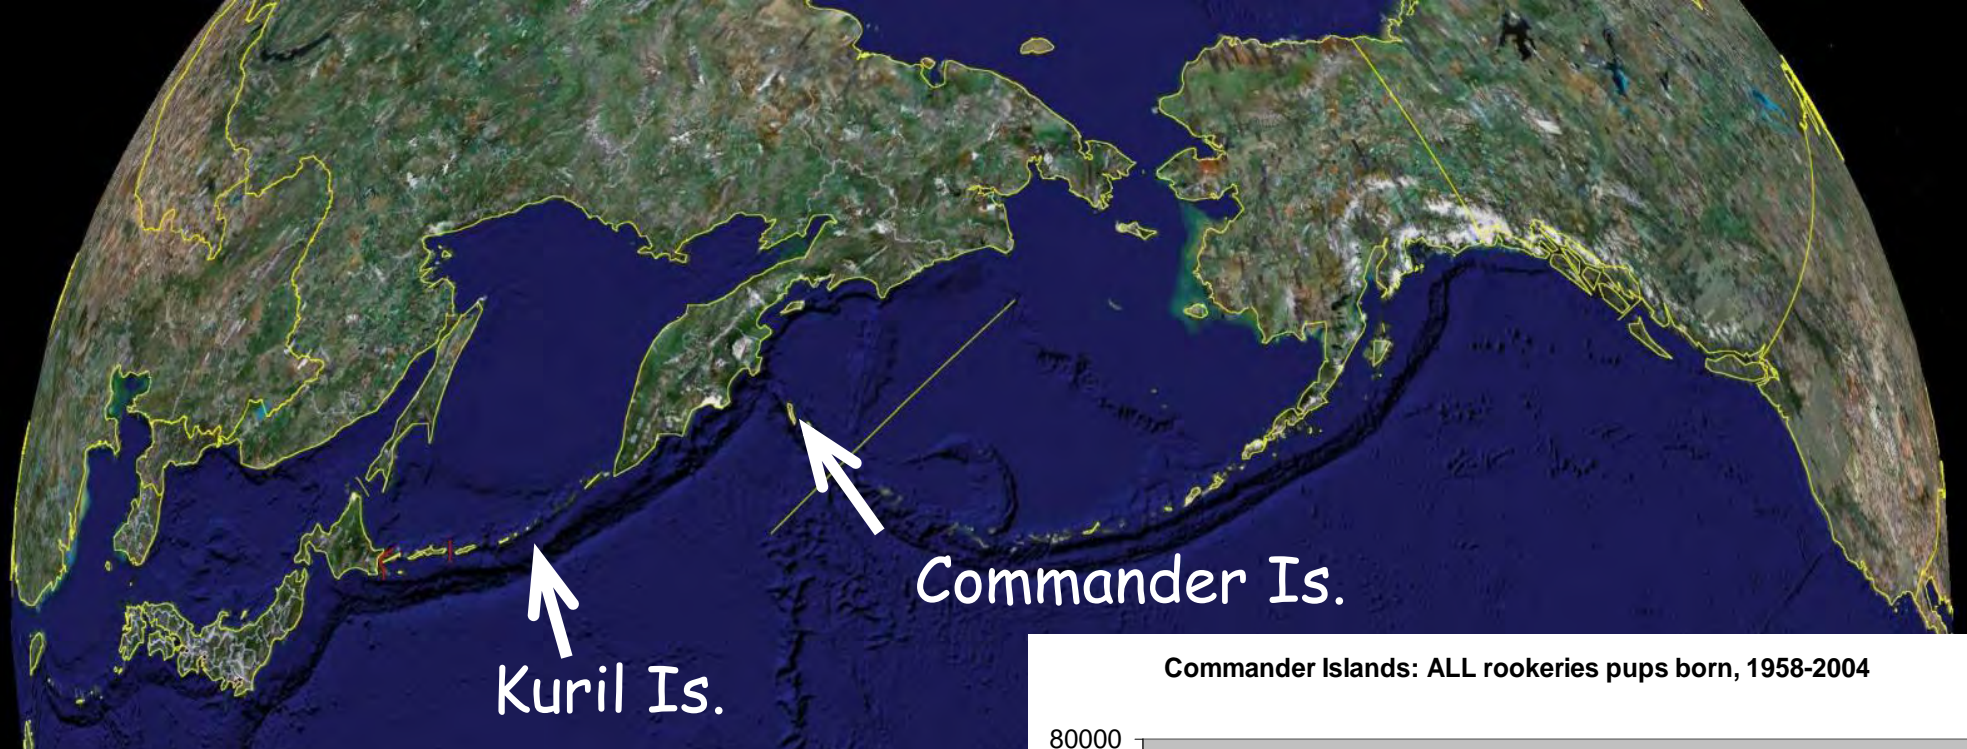 Commander Is.
Kuril Is.
Commander Islands: ALL rookeries pups born, 1958-2004
80000